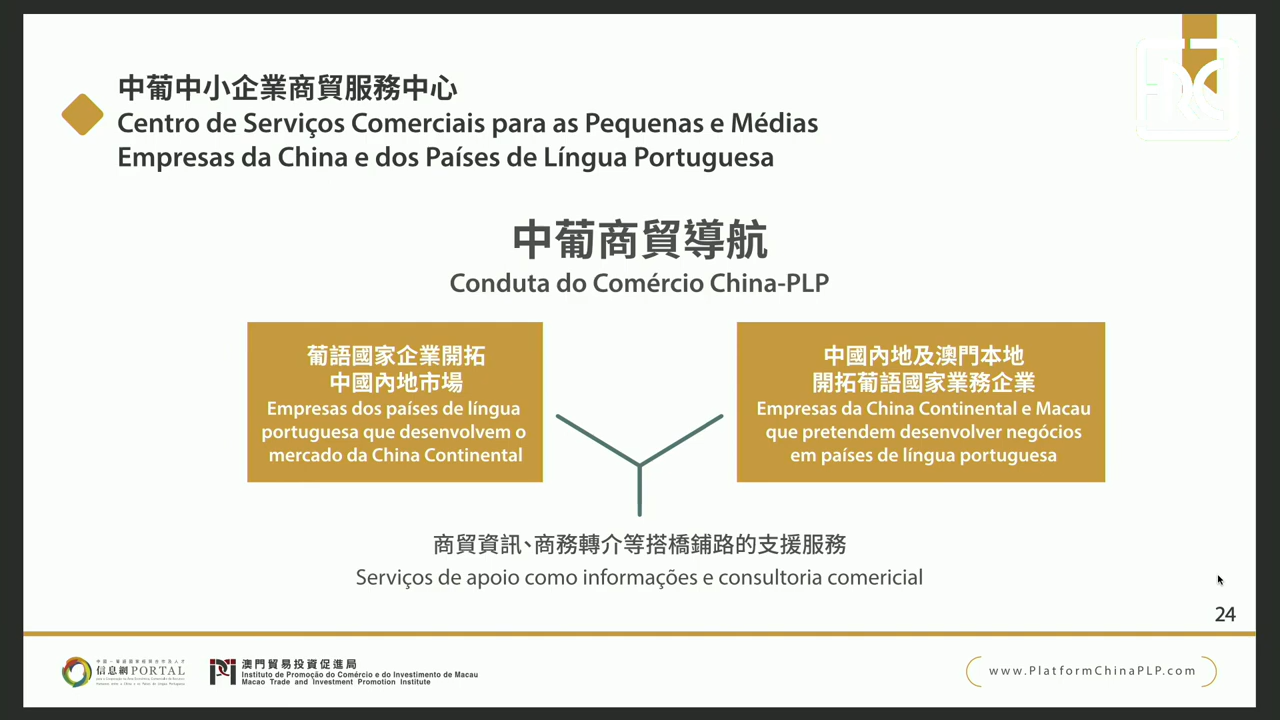 中葡中小企業商貿服務中心
Centro de Serviços Comerciais para as Pequenas e Médias
Empresas da China e dos Países de Língua Portuguesa
中葡商貿導航
Conduta do Comércio China-PLP
葡語國家企業開拓
中國內地市場
Empresas dos países de língua
portuguesa que desenvolvem o
mercado da China Continental
中國內地及澳門本地
開拓葡語國家業務企業
Empresas da China Continental e Macau
que pretendem desenvolver negócios
em países de língua portuguesa
商貿資訊、商務轉介等搭橋鋪路的支援服務
Serviços de apoio como informações e consultoria comericial
24
信息網 PORTAL
澳門貿易投資促進局
Instituto de Promoção do Comércio e do Investimento de Macau
Macao Trade and Investment Promotion Institute
www.PlatformChinaPLP.com